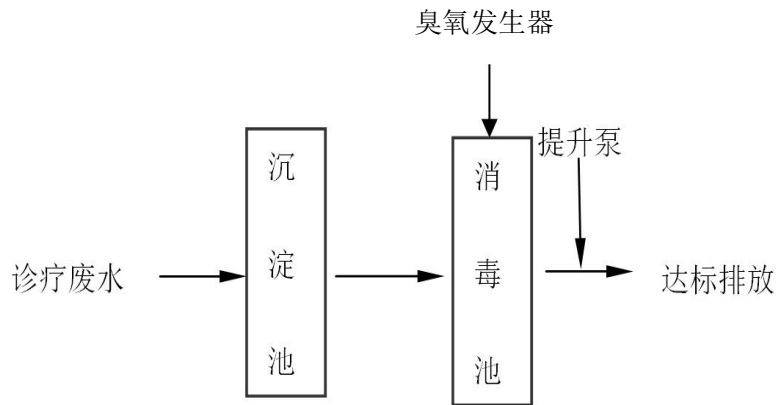 臭氧发生器
提升泵
诊疗废水
沉淀池
消毒池
达标排放